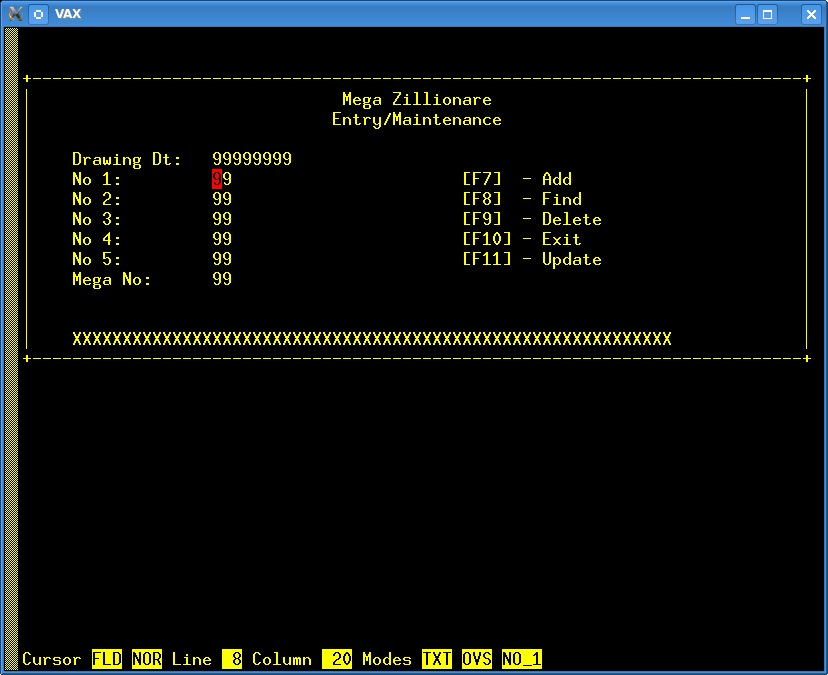 VAX
Mega Zillionare
Entry/Maintenance
Drawing Dt: 99999999
No 1: 99 [F7] - Add
No 2: 99 [F8] - Find
No 3: 99 [F9] - Delete
No 4: 99 [F10] - Exit
No 5: 99 [F11] - Update
Mega No: 99
XXXXXXXXXXXXXXXXXXXXXXXXXXXXXXXXXXXXXXXXXXXXXXXXXXXXXXXXXXXX
Cursor FLD NOR Line 8 Column 20 Modes TXT OVS NO_1